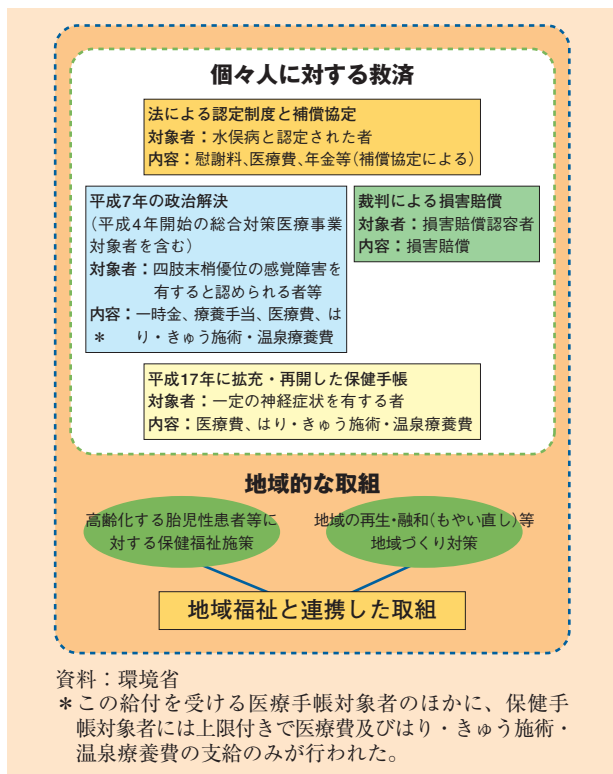 個々人に対する救済
法による認定制度と補償協定
対象者：水俣病と認定された者
内容：慰謝料、医療費、年金等（補償協定による）
平成7年の政治解決
（平成4年開始の総合対策医療事業
対象者を含む）
対象者：四肢末梢優位の感覚障害を
有すると認められる者等
内容：一時金、療養手当、医療費、は
＊　り・きゅう施術・温泉療養費
裁判による損害賠償
対象者：損害賠償認容者
内容：損害賠償
平成17年に拡充・再開した保健手帳
対象者：一定の神経症状を有する者
内容：医療費、はり・きゅう施術・温泉療養費
地域的な取組
高齢化する胎児性患者等に
対する保健福祉施策
地域の再生・融和（もやい直し）等
地域づくり対策
地域福祉と連携した取組
資料：環境省
＊この給付を受ける医療手帳対象者のほかに、保健手
帳対象者には上限付きで医療費及びはり・きゅう施術・
温泉療養費の支給のみが行われた。